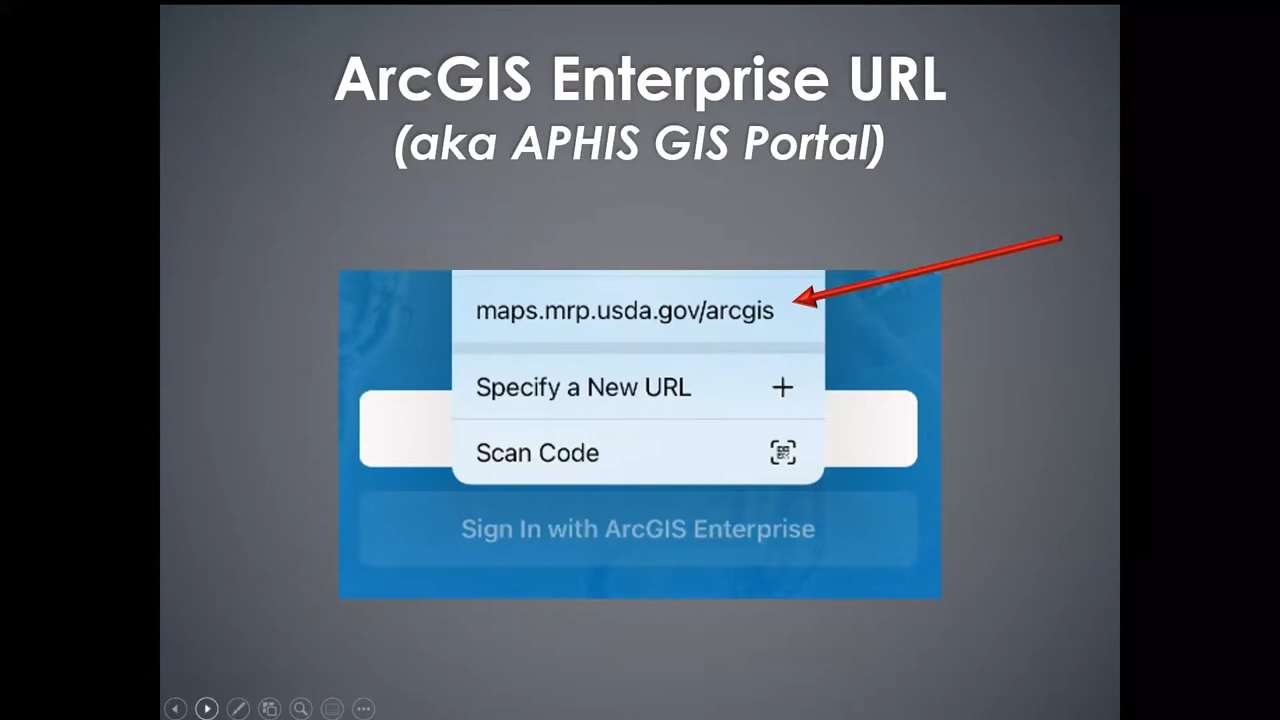 ArcGIS Enterprise URL
(aka APHIS GIS Portal)
maps.mrp.usda.gov/arcgis
Specify a New URL
Scan Code
Sign In with ArcGIS Enterprise